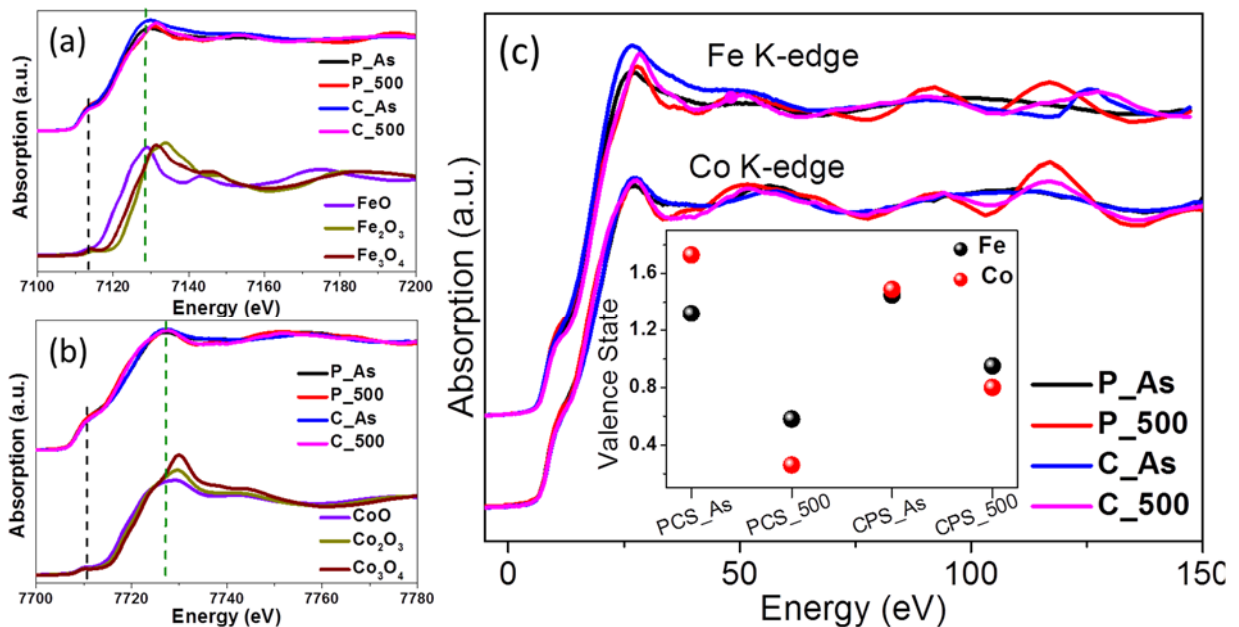 (a)
P_As
P_500
C_As
C_500
FeO
Fe₂O₃
Fe₃O₄
Absorption (a.u.)
7100 7120 7140 7160 7180 7200
Energy (eV)
(b)
P_As
P_500
C_As
C_500
CoO
Co₂O₃
Co₃O₄
Absorption (a.u.)
7700 7720 7740 7760 7780
Energy (eV)
(c)
Fe K-edge
Co K-edge
Absorption (a.u.)
Fe
Co
Valence State
1.6
1.2
0.8
0.4
PCS_As PCS_500 CPS_As CPS_500
P_As
P_500
C_As
C_500
0 50 100 150
Energy (eV)